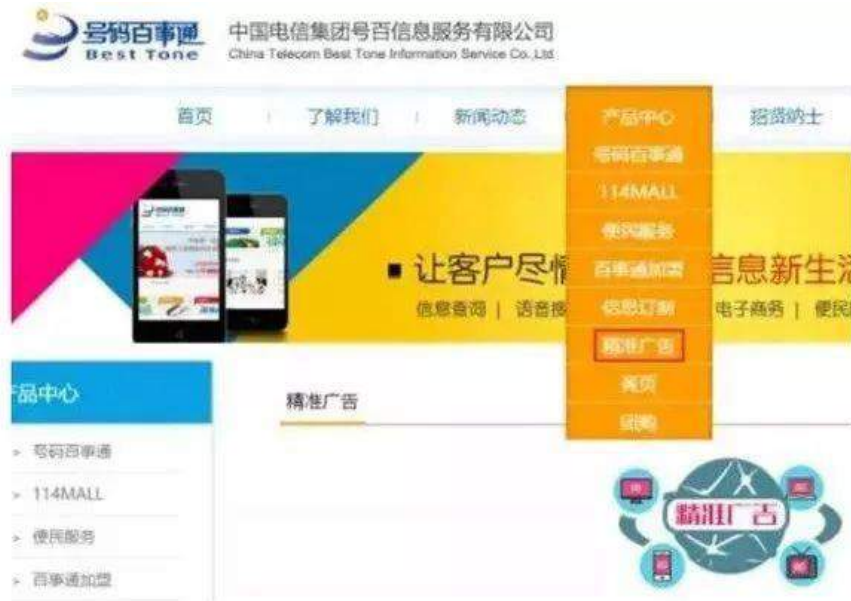 号码百事通
Best Tone
中国电信集团号百信息服务有限公司
China Telecom Best Tone Information Service Co.,Ltd
首页
了解我们
新闻动态
产品中心
招贤纳士
号码百事通
114MALL
便民服务
百事通加盟
信息订制
精准广告
黄页
团购
让客户尽情
信息新生活
信息查询 | 语音搜
电子商务 | 便民
产品中心
精准广告
> 号码百事通
> 114MALL
> 便民服务
> 百事通加盟
精准广告